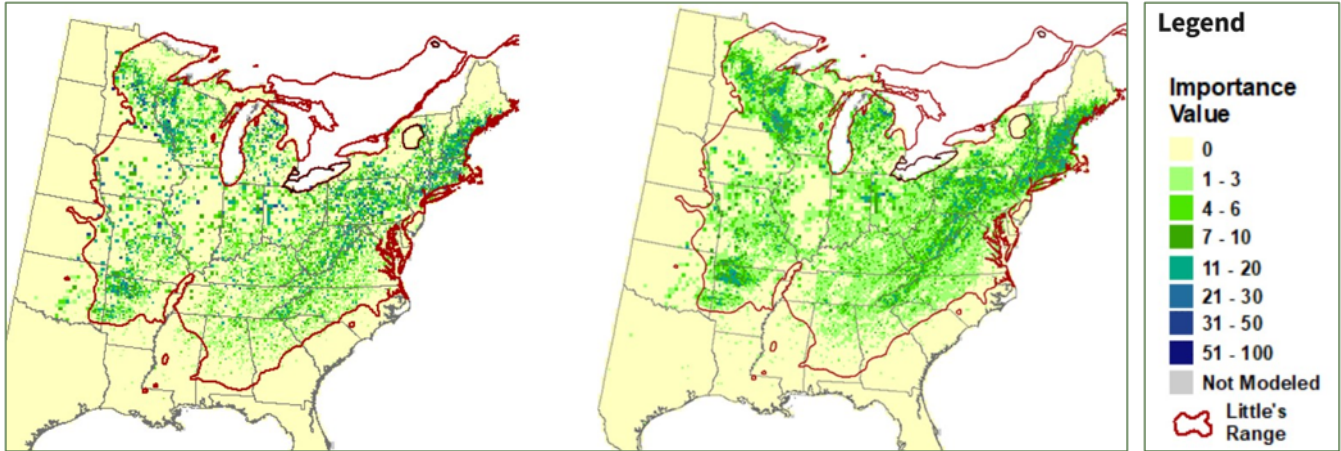 Legend
Importance
Value
0
1 - 3
4 - 6
7 - 10
11 - 20
21 - 30
31 - 50
51 - 100
Not Modeled
Little's
Range